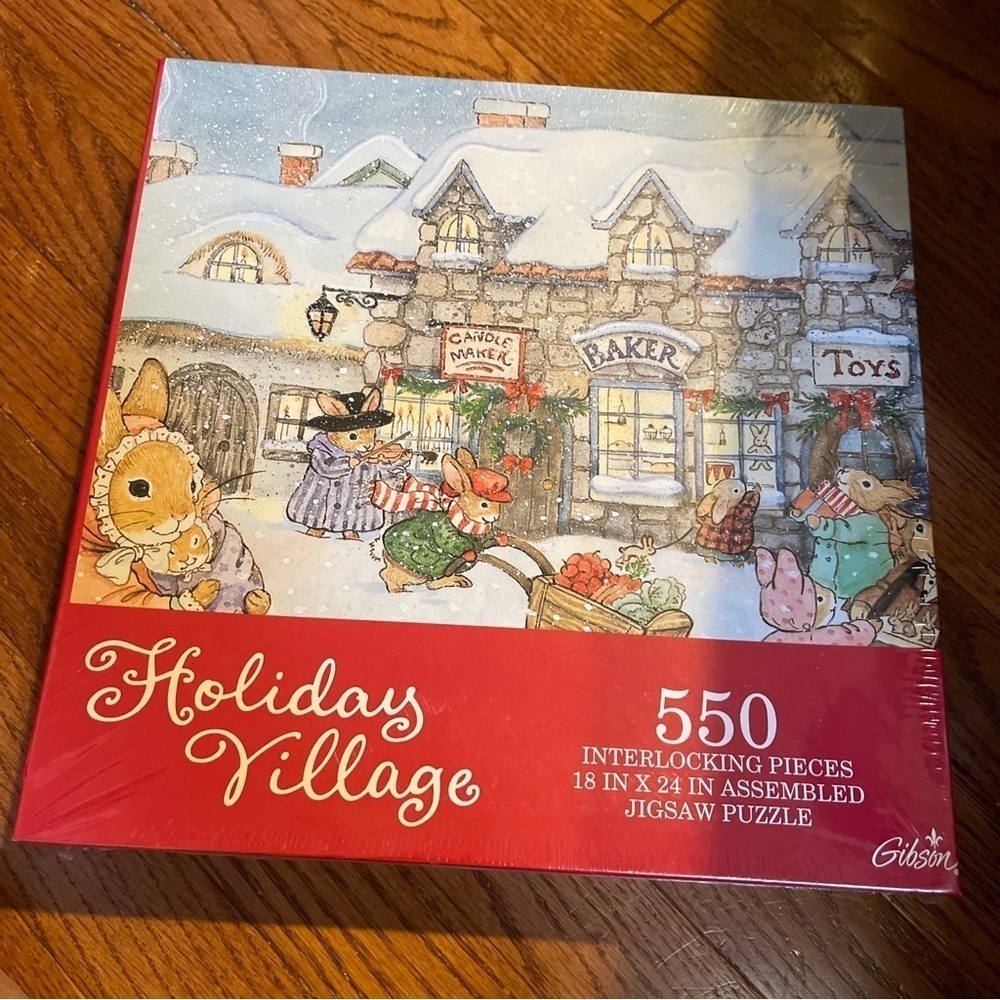 CANDLE
MAKER
BAKER
TOYS
Holiday
Village
550
INTERLOCKING PIECES
18 IN X 24 IN ASSEMBLED
JIGSAW PUZZLE
Gibson